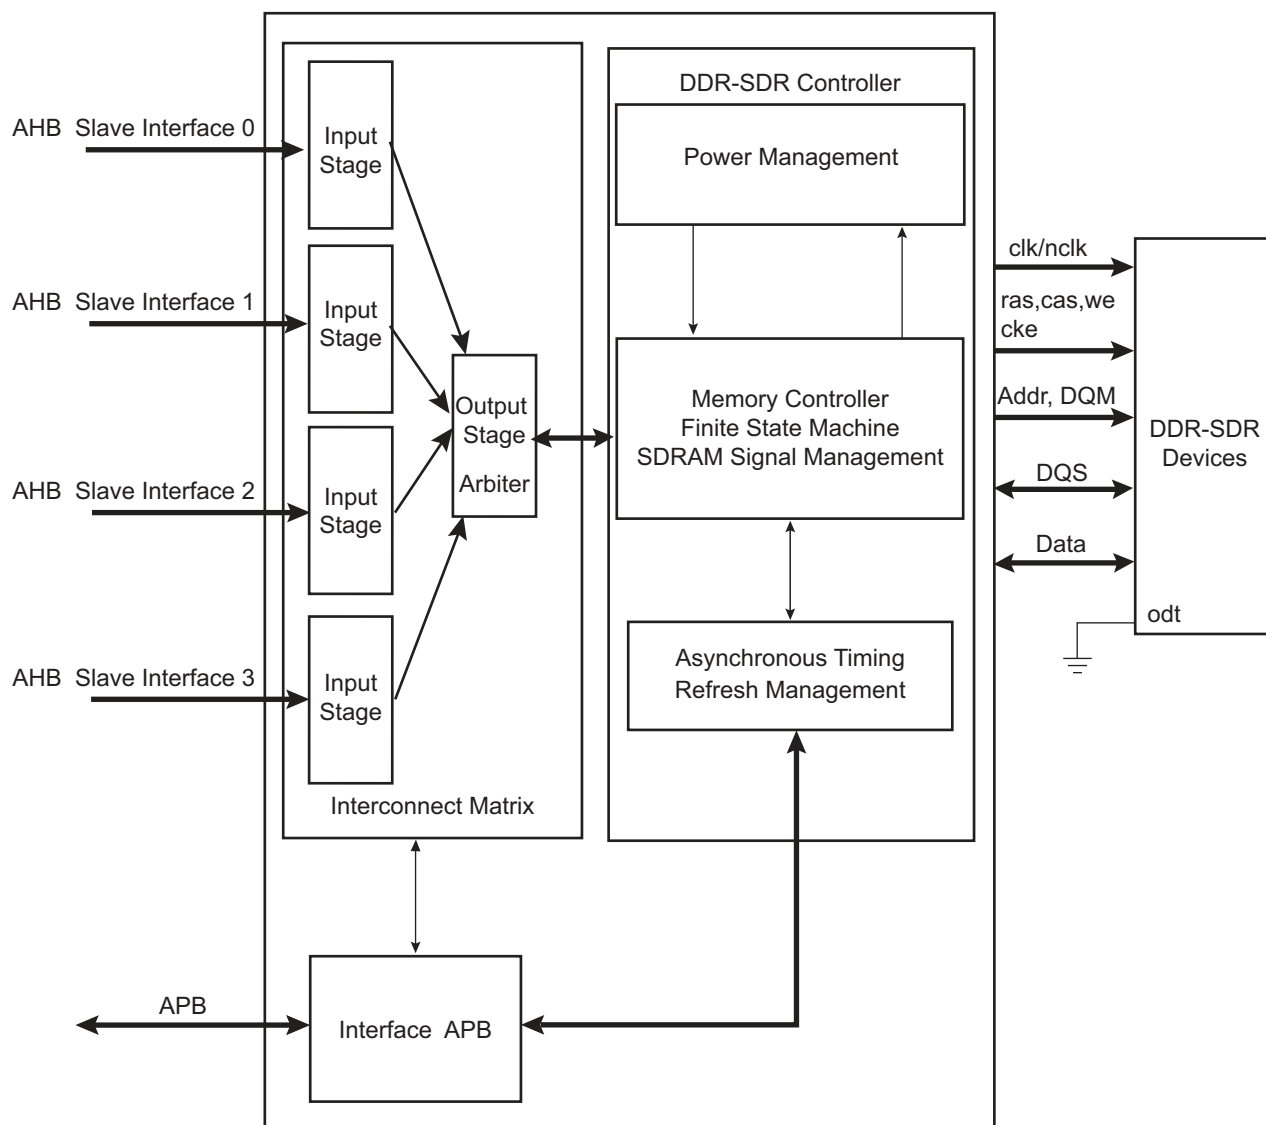 AHB Slave Interface 0
AHB Slave Interface 1
AHB Slave Interface 2
AHB Slave Interface 3
Input
Stage
Input
Stage
Input
Stage
Input
Stage
Output
Stage
Arbiter
Interconnect Matrix
DDR-SDR Controller
Power Management
Memory Controller
Finite State Machine
SDRAM Signal Management
Asynchronous Timing
Refresh Management
clk/nclk
ras,cas,we
cke
Addr, DQM
DQS
Data
odt
DDR-SDR
Devices
APB
Interface APB